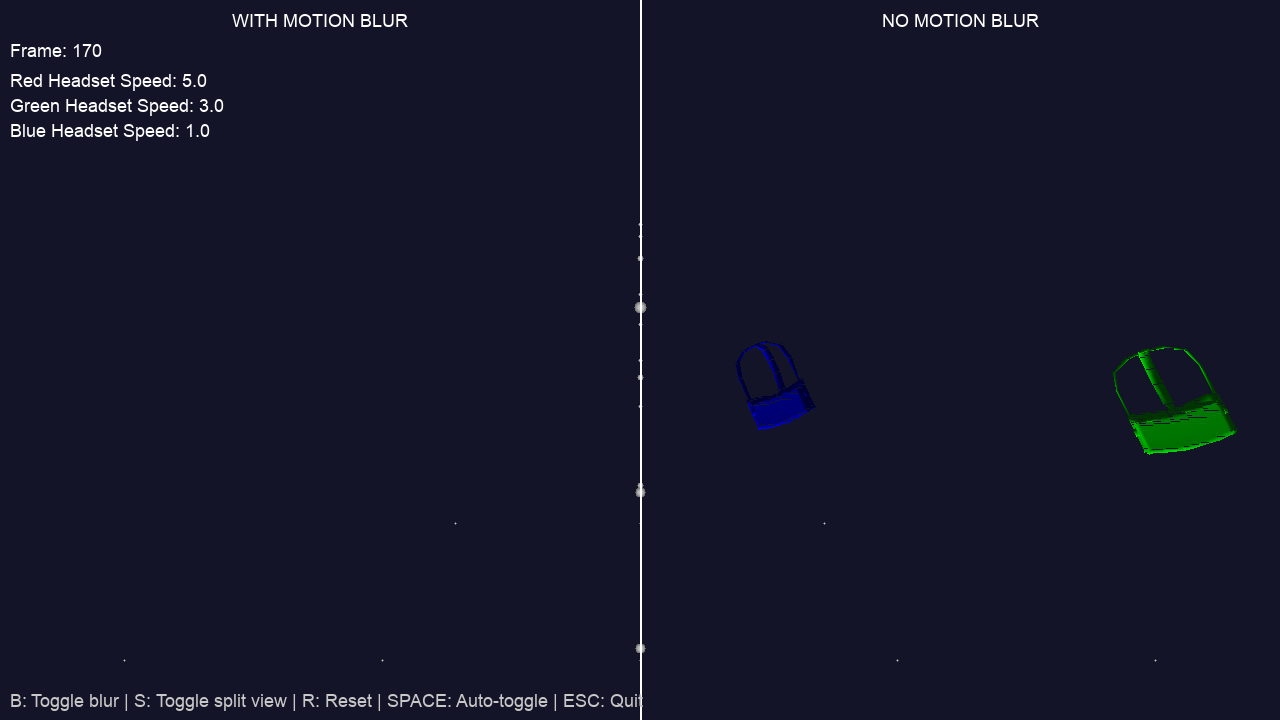 WITH MOTION BLUR
NO MOTION BLUR
Frame: 170
Red Headset Speed: 5.0
Green Headset Speed: 3.0
Blue Headset Speed: 1.0
B: Toggle blur | S: Toggle split view | R: Reset | SPACE: Auto-toggle | ESC: Quit